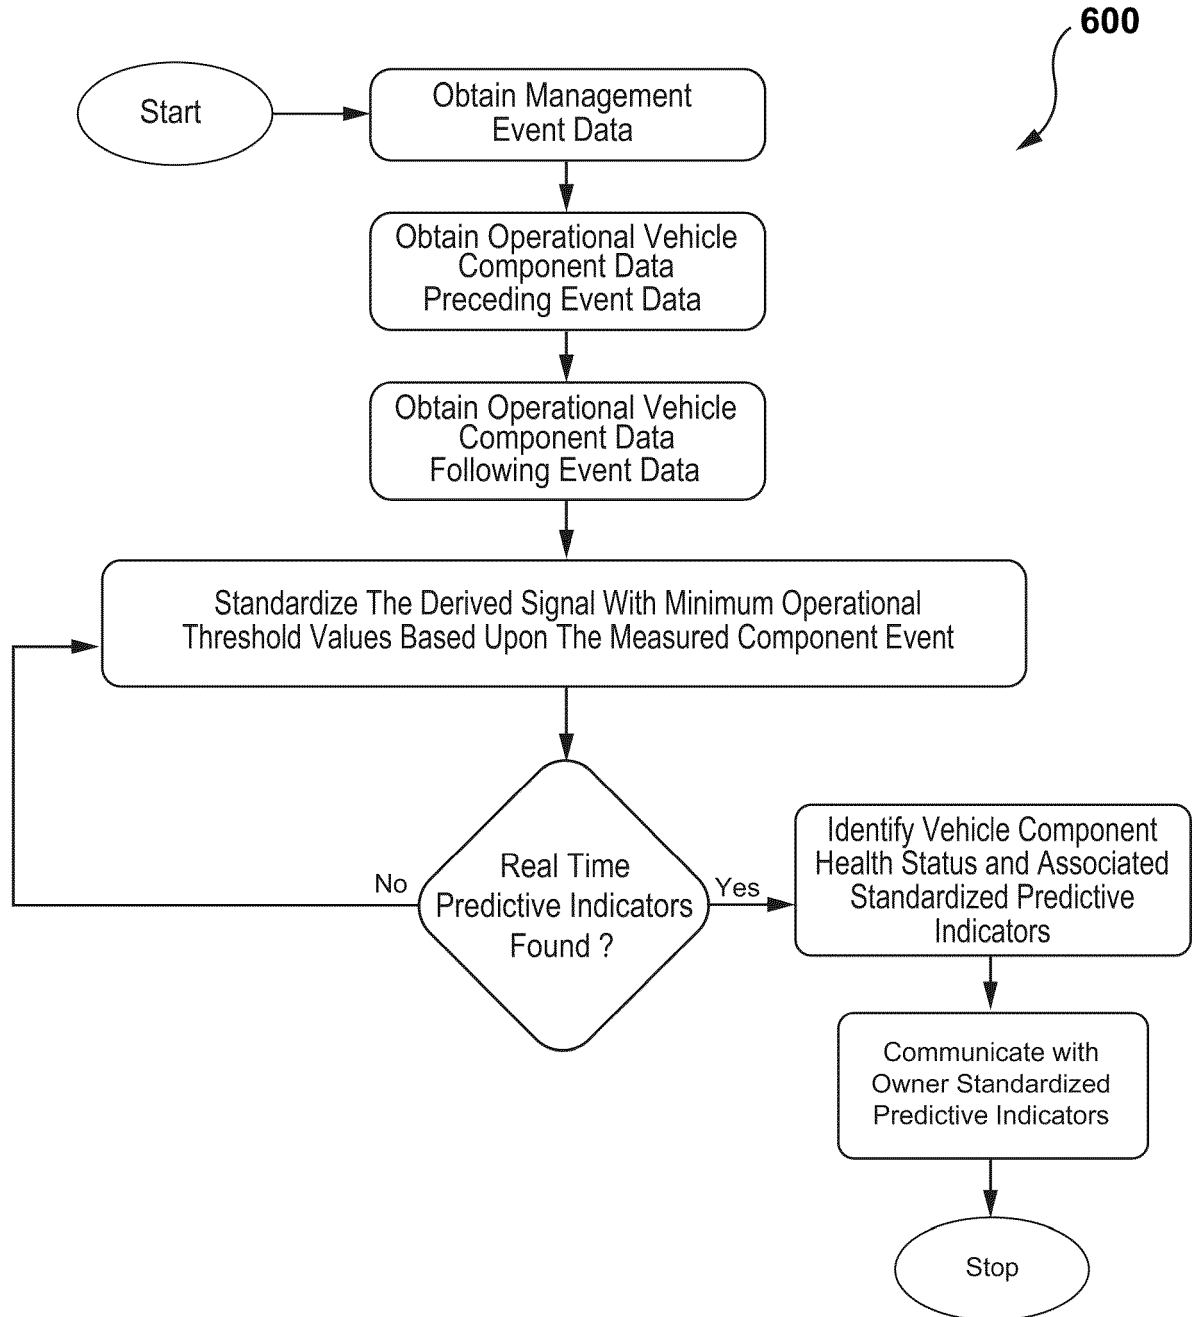 600
Start
Obtain Management
Event Data
Obtain Operational Vehicle
Component Data
Preceding Event Data
Obtain Operational Vehicle
Component Data
Following Event Data
Standardize The Derived Signal With Minimum Operational
Threshold Values Based Upon The Measured Component Event
Real Time
Predictive Indicators
Found ?
No
Yes
Identify Vehicle Component
Health Status and Associated
Standardized Predictive
Indicators
Communicate with
Owner Standardized
Predictive Indicators
Stop